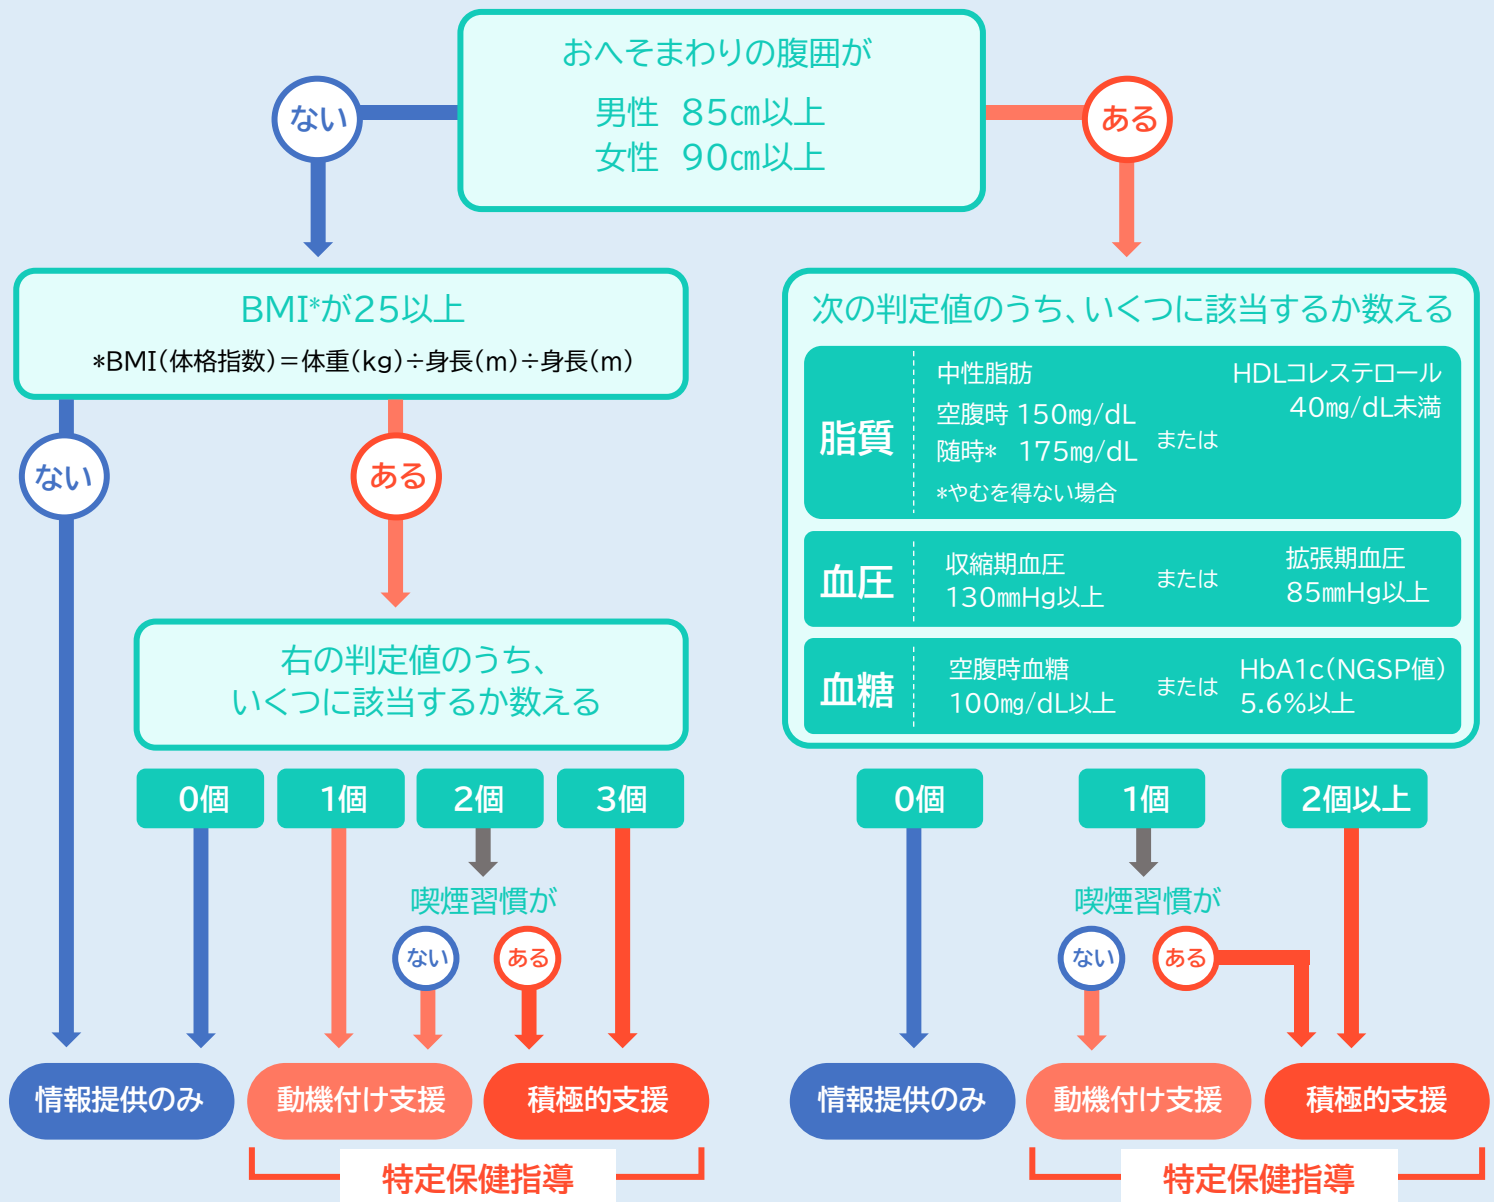 おへそまわりの腹囲が
男性 85㎝以上
女性 90㎝以上
ない
ある
BMI*が25以上
*BMI(体格指数)=体重(kg)÷身長(m)÷身長(m)
ない
ある
右の判定値のうち、
いくつに該当するか数える
0個
1個
2個
3個
喫煙習慣が
ない
ある
情報提供のみ
動機付け支援
積極的支援
特定保健指導
次の判定値のうち、いくつに該当するか数える
脂質
中性脂肪
空腹時 150㎎/dL
随時* 175㎎/dL
*やむを得ない場合
または
HDLコレステロール
40㎎/dL未満
血圧
収縮期血圧
130㎜Hg以上
または
拡張期血圧
85㎜Hg以上
血糖
空腹時血糖
100㎎/dL以上
または
HbA1c(NGSP値)
5.6%以上
0個
1個
2個以上
喫煙習慣が
ない
ある
情報提供のみ
動機付け支援
積極的支援
特定保健指導